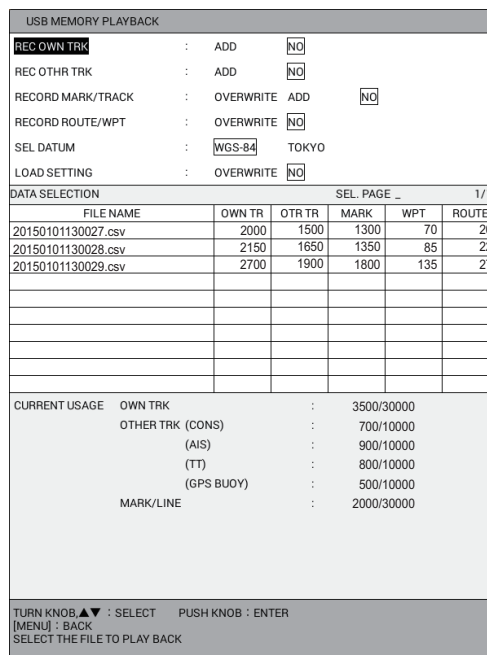 USB MEMORY PLAYBACK
REC OWN TRK : ADD NO
REC OTHR TRK : ADD NO
RECORD MARK/TRACK : OVERWRITE ADD NO
RECORD ROUTE/WPT : OVERWRITE NO
SEL DATUM : WGS-84 TOKYO
LOAD SETTING : OVERWRITE NO
DATA SELECTION SEL. PAGE _ 1/
FILE NAME OWN TR OTR TR MARK WPT ROUTE
20150101130027.csv 2000 1500 1300 70
20150101130028.csv 2150 1650 1350 85
20150101130029.csv 2700 1900 1800 135
CURRENT USAGE OWN TRK : 3500/30000
OTHER TRK (CONS) : 700/10000
(AIS) : 900/10000
(TT) : 800/10000
(GPS BUOY) : 500/10000
MARK/LINE : 2000/30000
TURN KNOB,▲▼ : SELECT PUSH KNOB : ENTER
[MENU] : BACK
SELECT THE FILE TO PLAY BACK